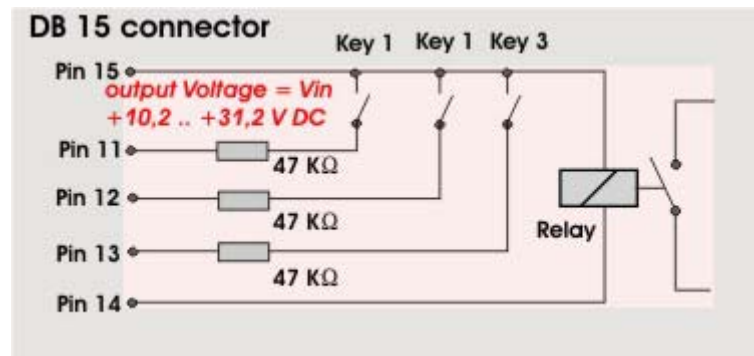 DB 15 connector
Key 1 Key 1 Key 3
Pin 15
output Voltage = Vin
+10,2 .. +31,2 V DC
Pin 11
47 KΩ
Pin 12
47 KΩ
Relay
Pin 13
47 KΩ
Pin 14